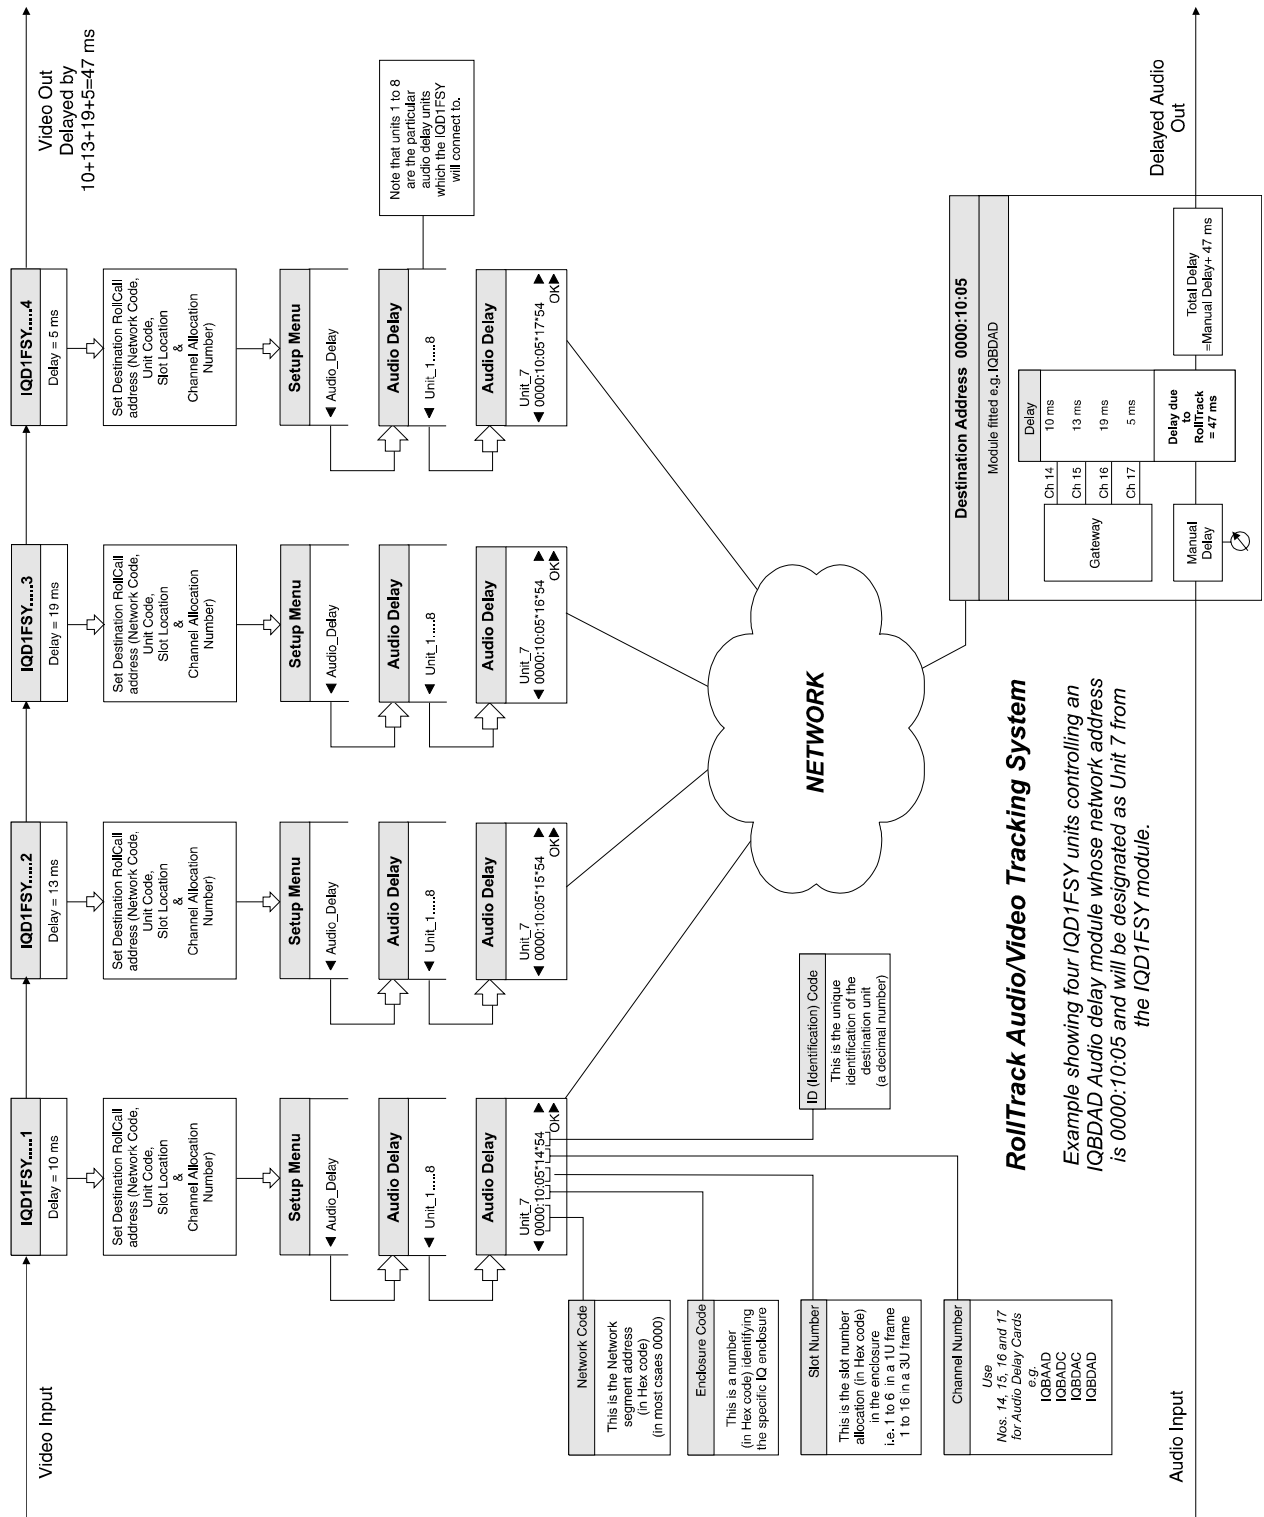 Video Input
Video Out
Delayed by
10+13+19+5=47 ms
IQD1FSY.....1
Delay = 10 ms
Set Destination RollCall
address (Network Code,
Unit Code,
Slot Location
&
Channel Allocation
Number)
Setup Menu
Audio_Delay
Audio Delay
Unit_1.....8
Audio Delay
Unit_7
0000:10:05*14*54
OK
IQD1FSY.....2
Delay = 13 ms
Set Destination RollCall
address (Network Code,
Unit Code,
Slot Location
&
Channel Allocation
Number)
Setup Menu
Audio_Delay
Audio Delay
Unit_1.....8
Audio Delay
Unit_7
0000:10:05*15*54
OK
IQD1FSY.....3
Delay = 19 ms
Set Destination RollCall
address (Network Code,
Unit Code,
Slot Location
&
Channel Allocation
Number)
Setup Menu
Audio_Delay
Audio Delay
Unit_1.....8
Audio Delay
Unit_7
0000:10:05*16*54
OK
IQD1FSY.....4
Delay = 5 ms
Set Destination RollCall
address (Network Code,
Unit Code,
Slot Location
&
Channel Allocation
Number)
Setup Menu
Audio_Delay
Audio Delay
Unit_1.....8
Audio Delay
Unit_7
0000:10:05*17*54
OK
Note that units 1 to 8
are the particular
audio delay units
which the IQD1FSY
will connect to.
Network Code
This is the Network
segment address
(in Hex code)
(in most csaes 0000)
Enclosure Code
This is a number
(in Hex code) identifying
the specific IQ enclosure
Slot Number
This is the slot number
allocation (in Hex code)
in the enclosure
i.e. 1 to 6 in a 1U frame
1 to 16 in a 3U frame
Channel Number
Use
Nos. 14, 15, 16 and 17
for Audio Delay Cards
e.g.
IQBAAD
IQBADC
IQBDAC
IQBDAD
ID (Identification) Code
This is the unique
identification of the
destination unit
(a decimal number)
NETWORK
RollTrack Audio/Video Tracking System
Example showing four IQD1FSY units controlling an
IQBDAD Audio delay module whose network address
is 0000:10:05 and will be designated as Unit 7 from
the IQD1FSY module.
Destination Address 0000:10:05
Module fitted e.g. IQBDAD
Gateway
Delay
Ch 14
10 ms
Ch 15
13 ms
Ch 16
19 ms
Ch 17
5 ms
Manual
Delay
Delay due
to
RollTrack
= 47 ms
Total Delay
=Manual Delay+ 47 ms
Audio Input
Delayed Audio
Out